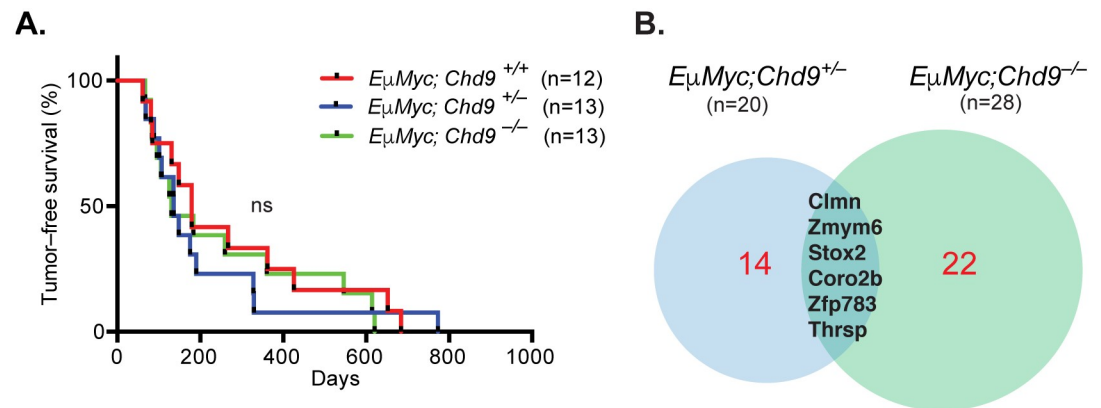 A.
Tumor–free survival (%)
100
50
0
0 200 400 600 800 1000
Days
ns
EμMyc; Chd9 +/+ (n=12)
EμMyc; Chd9 +/– (n=13)
EμMyc; Chd9 –/– (n=13)
B.
EμMyc;Chd9+/–
(n=20)
EμMyc;Chd9–/–
(n=28)
14
Clmn
Zmym6
Stox2
Coro2b
Zfp783
Thrsp
22